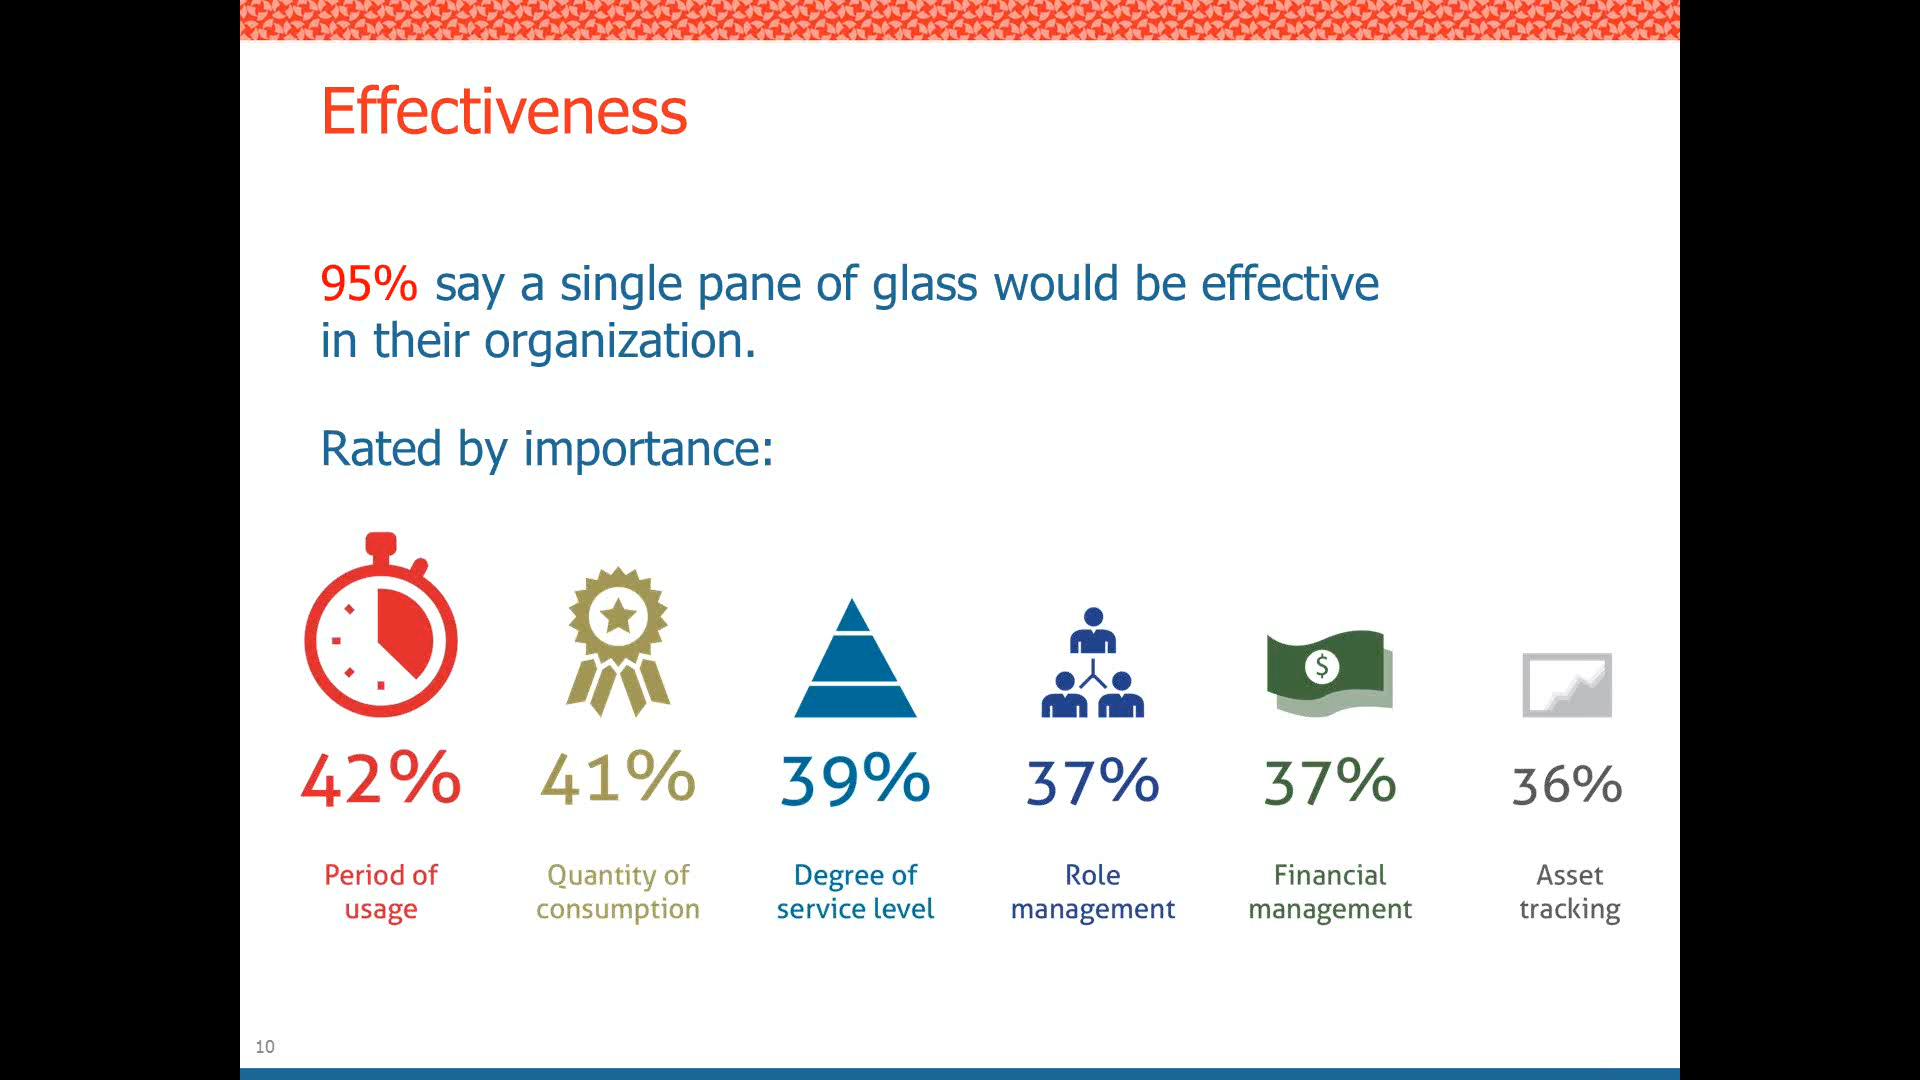 Effectiveness
95% say a single pane of glass would be effective
in their organization.
Rated by importance:
$
42% 41% 39% 37% 37% 36%
Period of usage
Quantity of consumption
Degree of service level
Role management
Financial management
Asset tracking
10